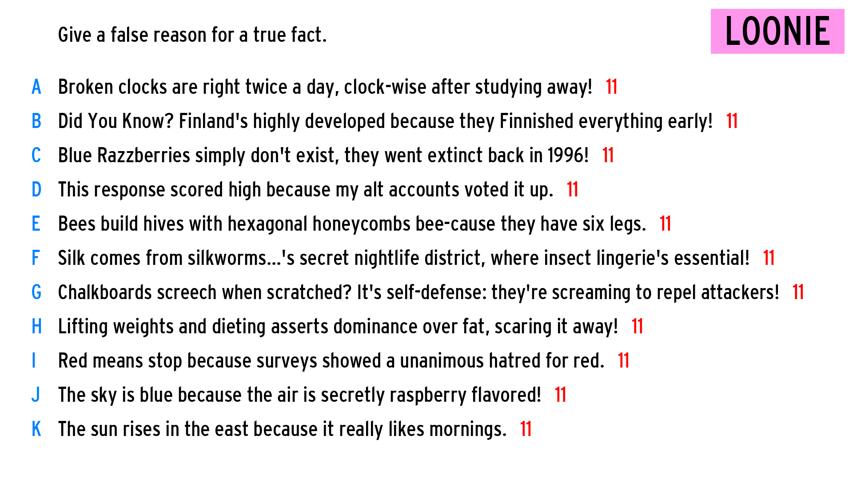 Give a false reason for a true fact.
LOONIE
A Broken clocks are right twice a day, clock-wise after studying away! 11
B Did You Know? Finland's highly developed because they Finnished everything early! 11
C Blue Razzberries simply don't exist, they went extinct back in 1996! 11
D This response scored high because my alt accounts voted it up. 11
E Bees build hives with hexagonal honeycombs bee-cause they have six legs. 11
F Silk comes from silkworms...'s secret nightlife district, where insect lingerie's essential! 11
G Chalkboards screech when scratched? It's self-defense: they're screaming to repel attackers! 11
H Lifting weights and dieting asserts dominance over fat, scaring it away! 11
I Red means stop because surveys showed a unanimous hatred for red. 11
J The sky is blue because the air is secretly raspberry flavored! 11
K The sun rises in the east because it really likes mornings. 11